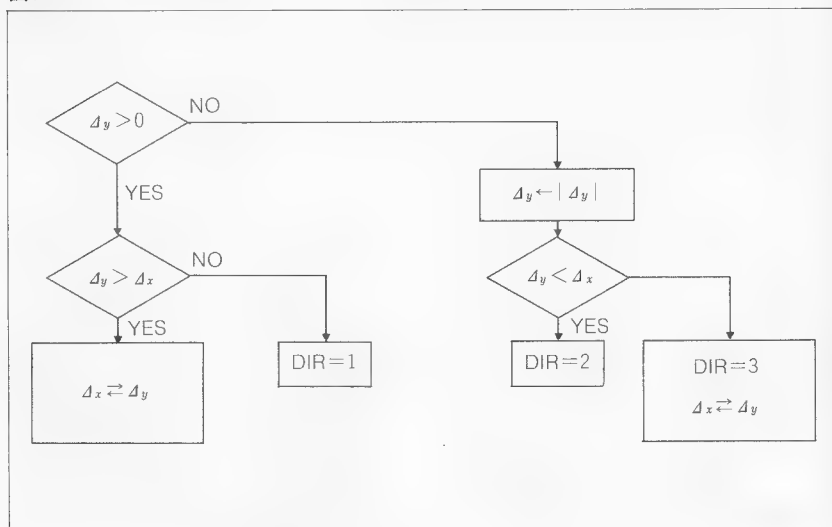 NO
Δy>0
YES
Δy←|Δy|
Δy>Δx
NO
Δy<Δx
YES
YES
Δx⇄Δy
DIR=1
DIR=2
DIR=3
Δx⇄Δy